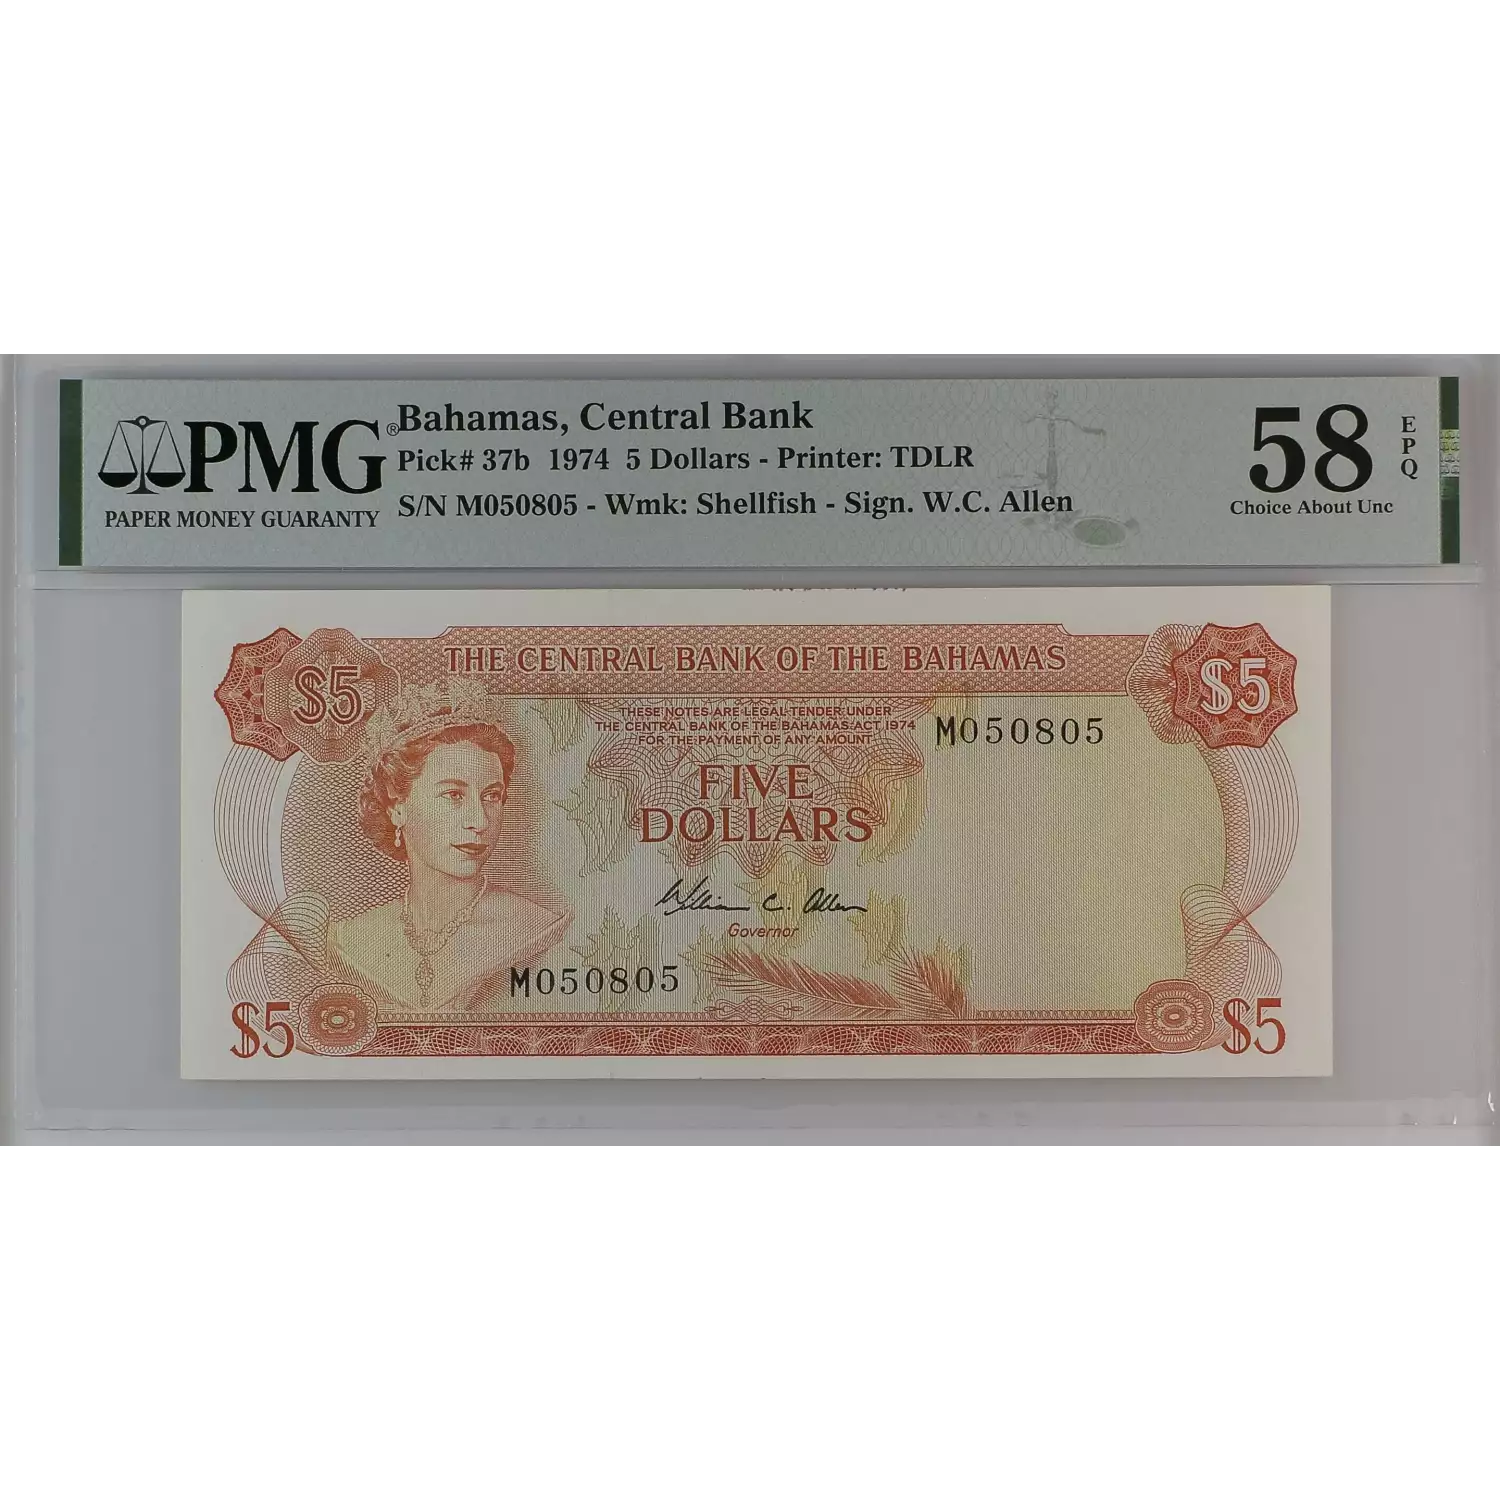 PMG®
PAPER MONEY GUARANTY
Bahamas, Central Bank
Pick# 37b 1974 5 Dollars - Printer: TDLR
S/N M050805 - Wmk: Shellfish - Sign. W.C. Allen
58
EPQ
Choice About Unc
THE CENTRAL BANK OF THE BAHAMAS
$5
$5
THESE NOTES ARE LEGAL TENDER UNDER
THE CENTRAL BANK OF THE BAHAMAS ACT 1974
FOR THE PAYMENT OF ANY AMOUNT
M050805
FIVE
DOLLARS
William C. Allen
Governor
M050805
$5
$5